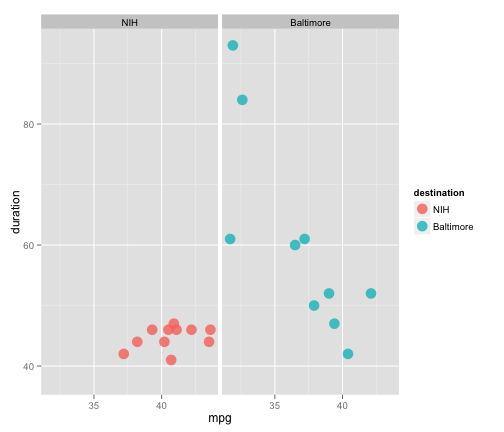 NIH Baltimore
duration
80
60
40
35 40 35 40
mpg
destination
NIH
Baltimore